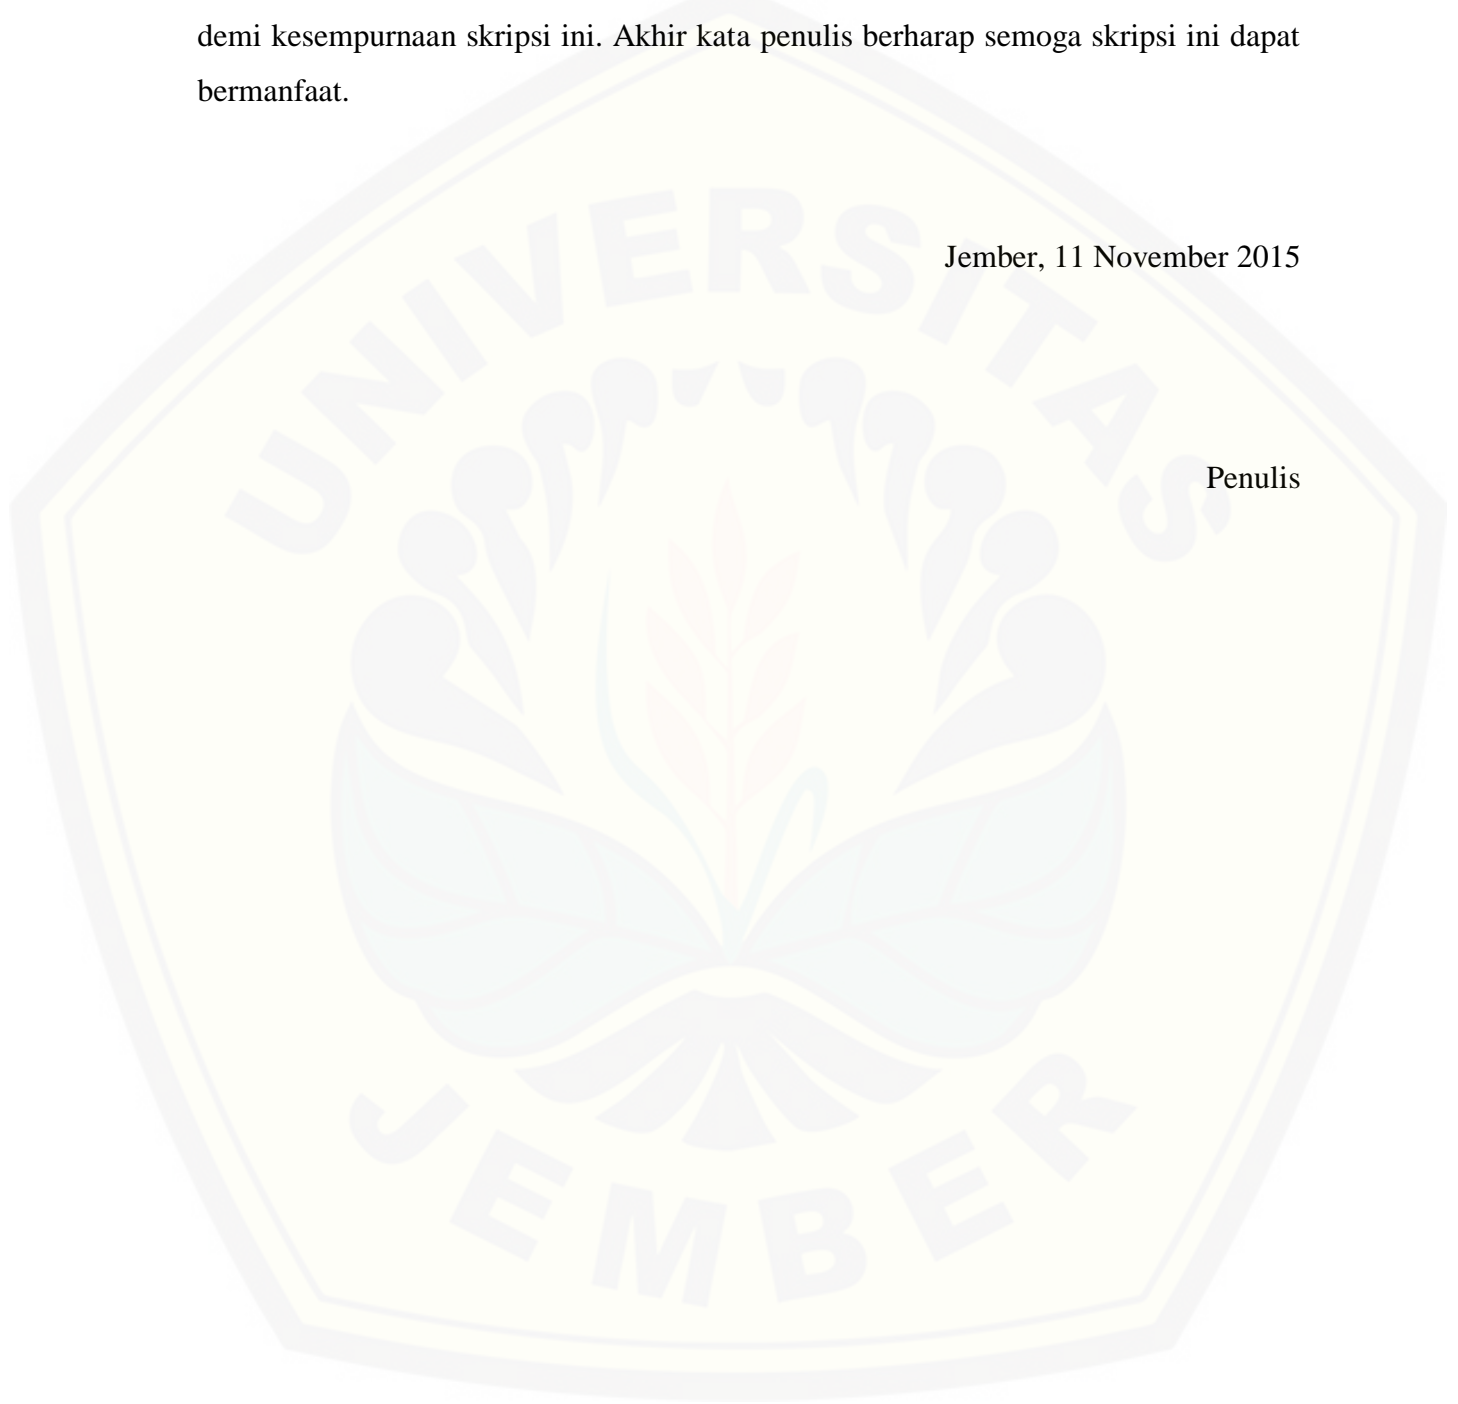 demi kesempurnaan skripsi ini. Akhir kata penulis berharap semoga skripsi ini dapat
bermanfaat.
Jember, 11 November 2015
Penulis
UNIVERSITAS
JEMBER